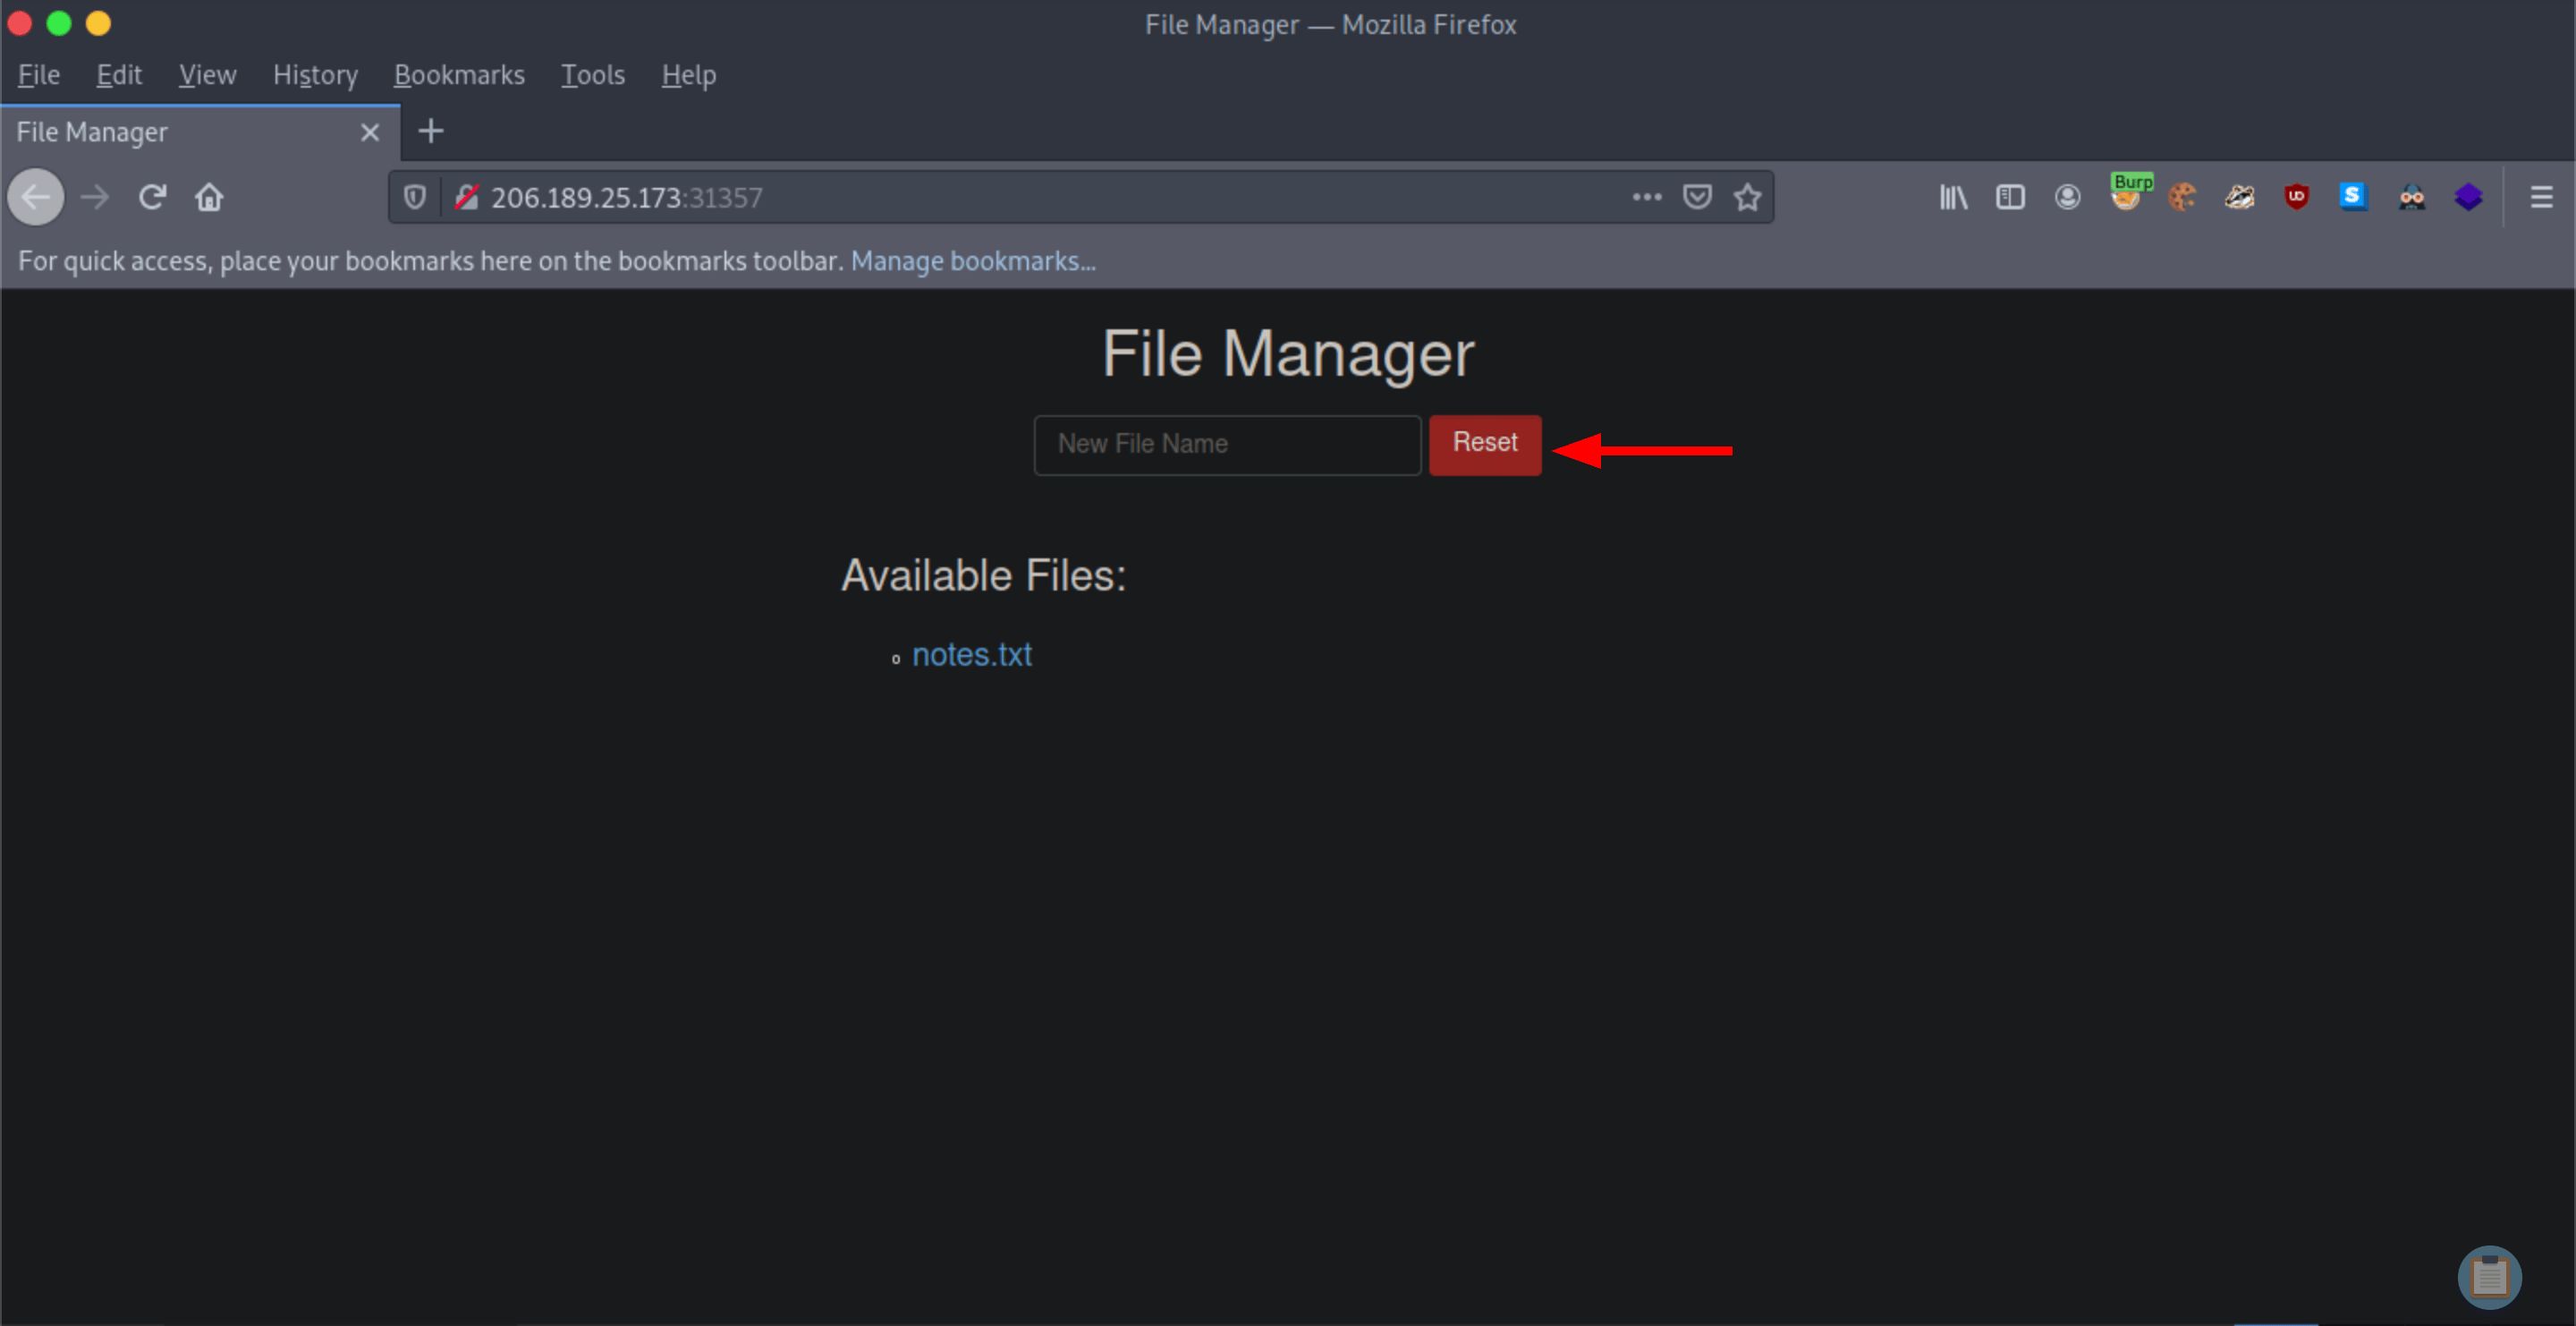 File Manager — Mozilla Firefox
File Edit View History Bookmarks Tools Help
File Manager
206.189.25.173:31357
Burp
UD
S
For quick access, place your bookmarks here on the bookmarks toolbar. Manage bookmarks...
File Manager
New File Name Reset
Available Files:
notes.txt